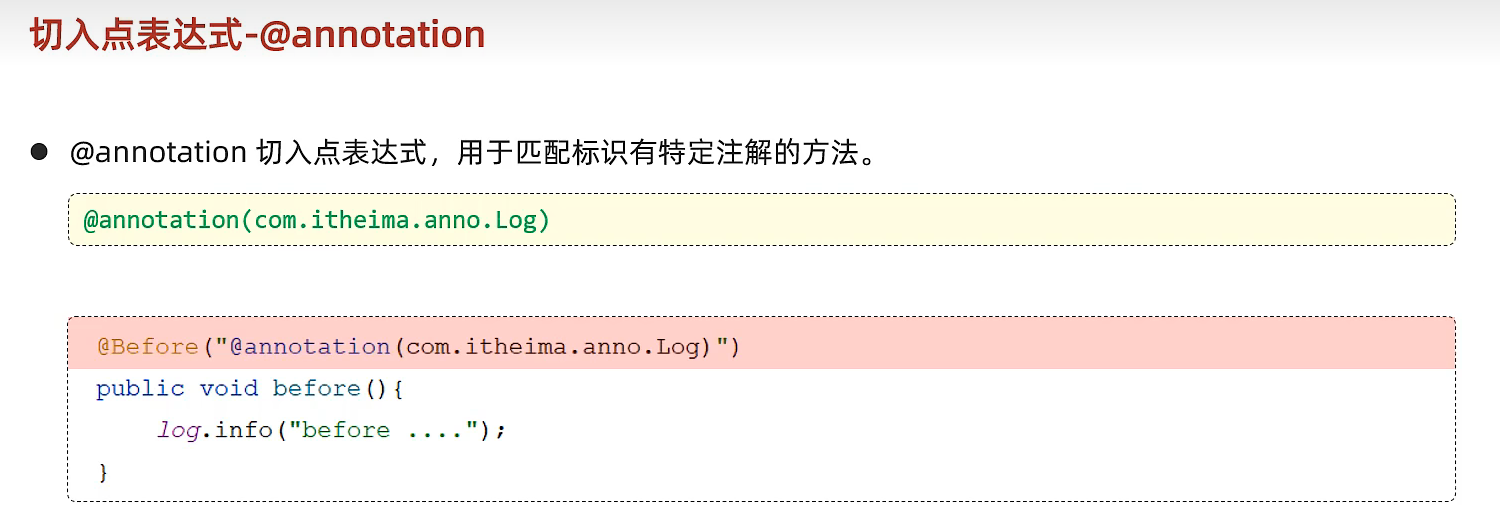 切入点表达式-@annotation
● @annotation 切入点表达式，用于匹配标识有特定注解的方法。
@annotation(com.itheima.anno.Log)
@Before("@annotation(com.itheima.anno.Log)")
public void before(){
    log.info("before ....");
}